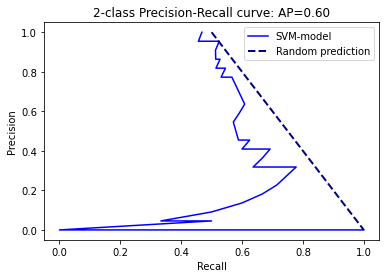 2-class Precision-Recall curve: AP=0.60
SVM-model
Random prediction
Precision
1.0
0.8
0.6
0.4
0.2
0.0
0.0 0.2 0.4 0.6 0.8 1.0
Recall